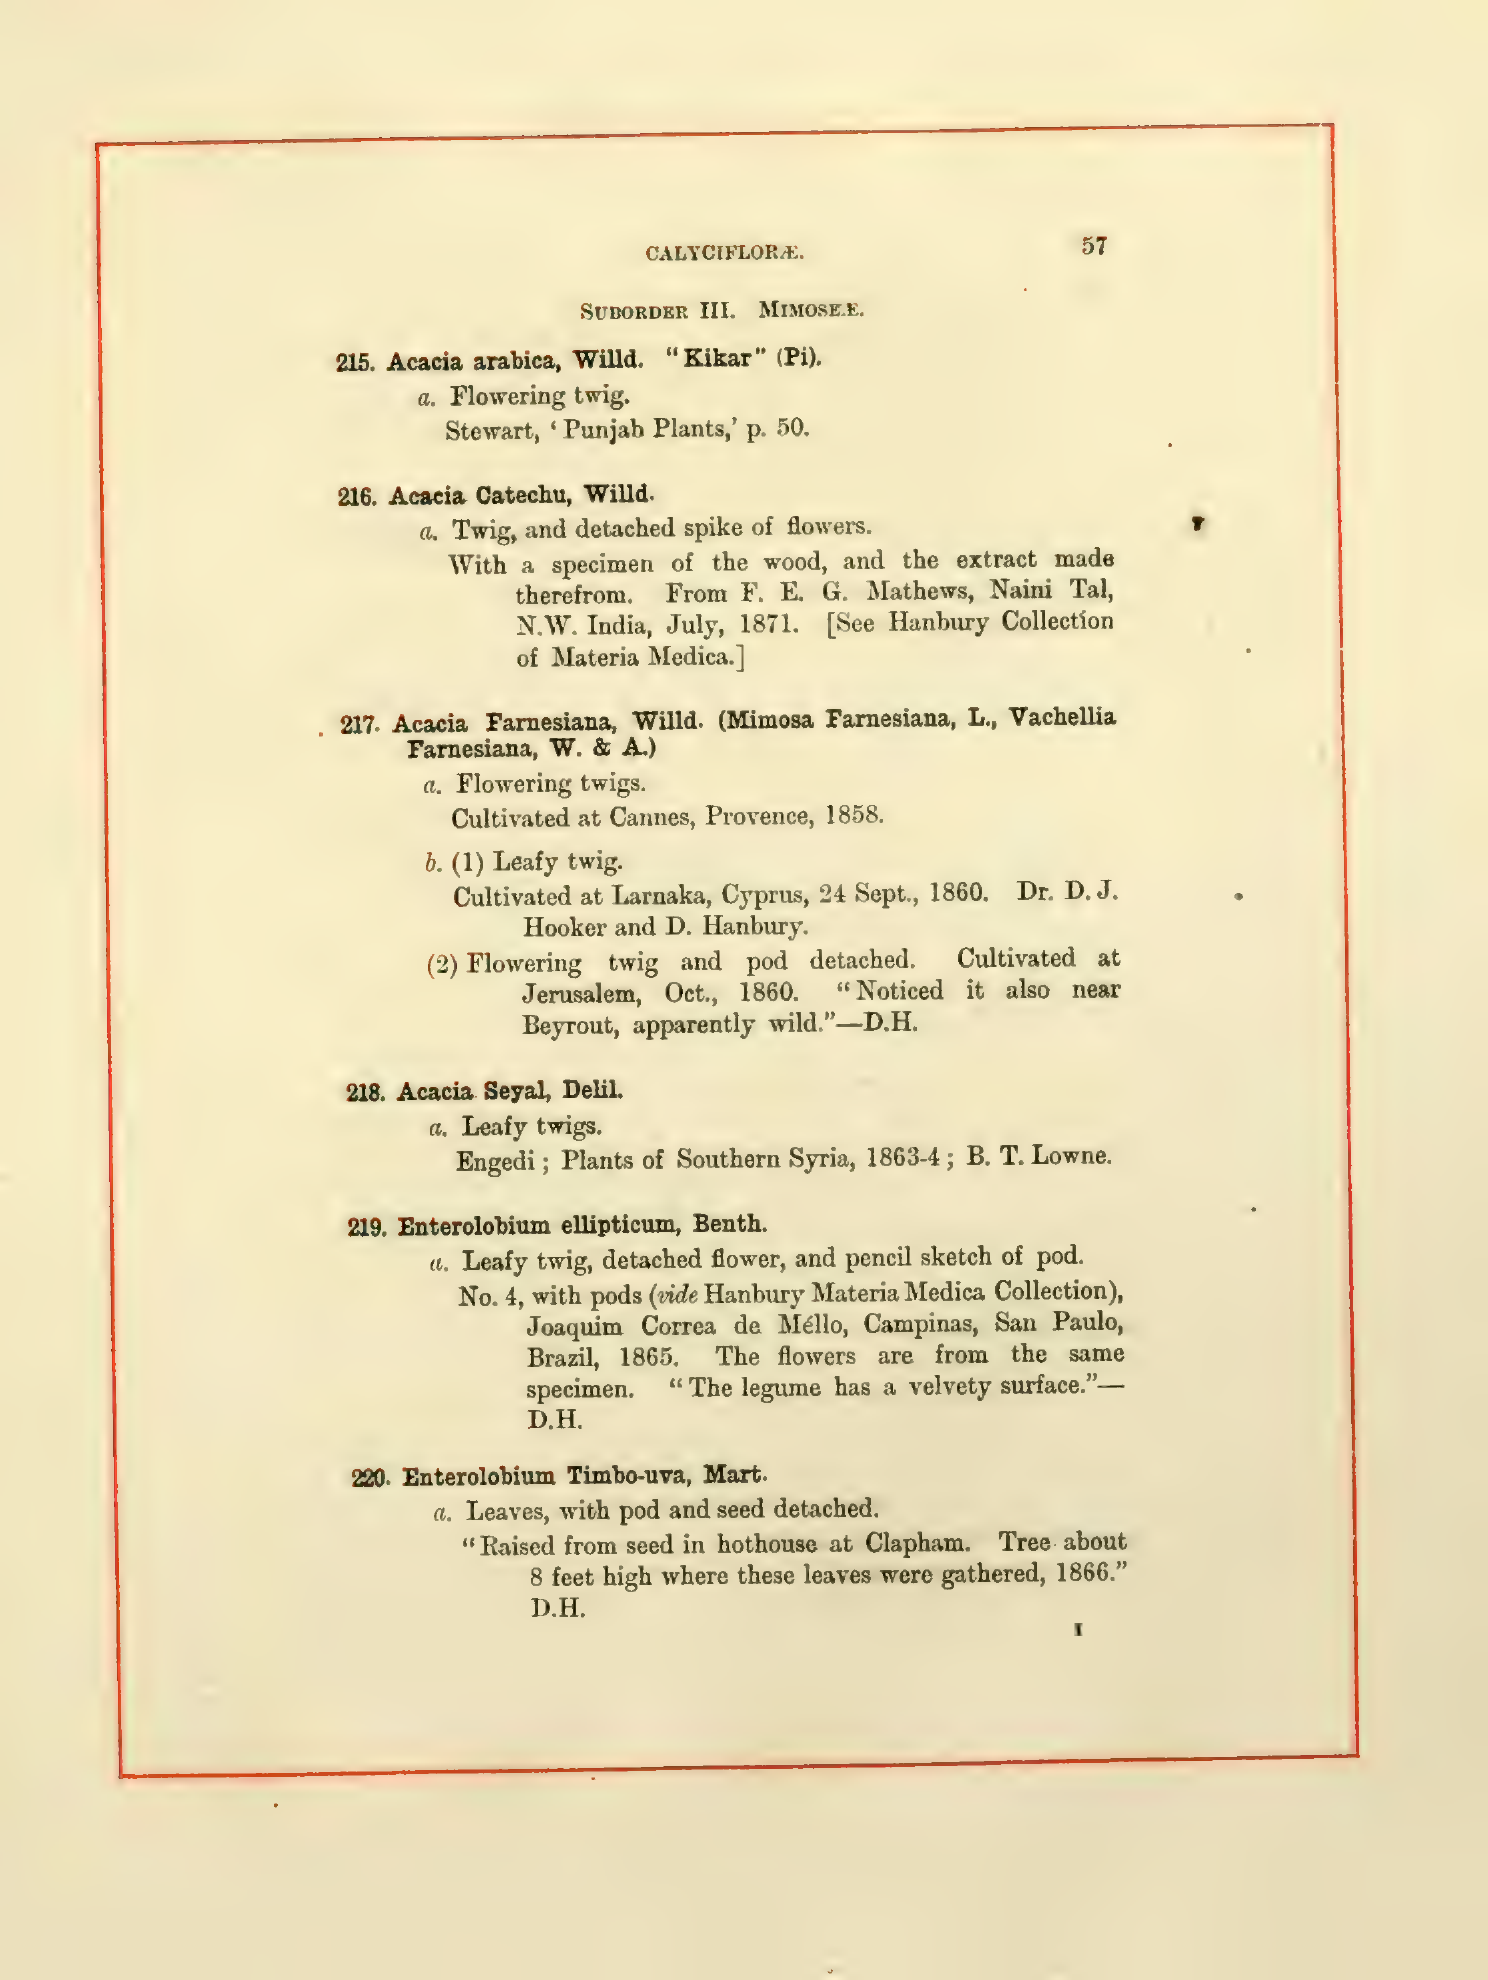 CALYCIFLORÆ. 57
SUBORDER III. MIMOSEÆ.
215. Acacia arabica, Willd. “Kikar” (Pi).
a. Flowering twig.
Stewart, ‘Punjab Plants,’ p. 50.
216. Acacia Catechu, Willd.
a. Twig, and detached spike of flowers.
With a specimen of the wood, and the extract made
therefrom. From F. E. G. Mathews, Naini Tal,
N.W. India, July, 1871. [See Hanbury Collection
of Materia Medica.]
217. Acacia Farnesiana, Willd. (Mimosa Farnesiana, L., Vachellia
Farnesiana, W. & A.)
a. Flowering twigs.
Cultivated at Cannes, Provence, 1858.
b. (1) Leafy twig.
Cultivated at Larnaka, Cyprus, 24 Sept., 1860. Dr. D. J.
Hooker and D. Hanbury.
(2) Flowering twig and pod detached. Cultivated at
Jerusalem, Oct., 1860. “Noticed it also near
Beyrout, apparently wild.”—D.H.
218. Acacia Seyal, Delil.
a. Leafy twigs.
Engedi; Plants of Southern Syria, 1863-4; B. T. Lowne.
219. Enterolobium ellipticum, Benth.
a. Leafy twig, detached flower, and pencil sketch of pod.
No. 4, with pods (vide Hanbury Materia Medica Collection),
Joaquim Correa de Méllo, Campinas, San Paulo,
Brazil, 1865. The flowers are from the same
specimen. “The legume has a velvety surface.”—
D.H.
220. Enterolobium Timbo-uva, Mart.
a. Leaves, with pod and seed detached.
“Raised from seed in hothouse at Clapham. Tree about
8 feet high where these leaves were gathered, 1866.”
D.H.
I